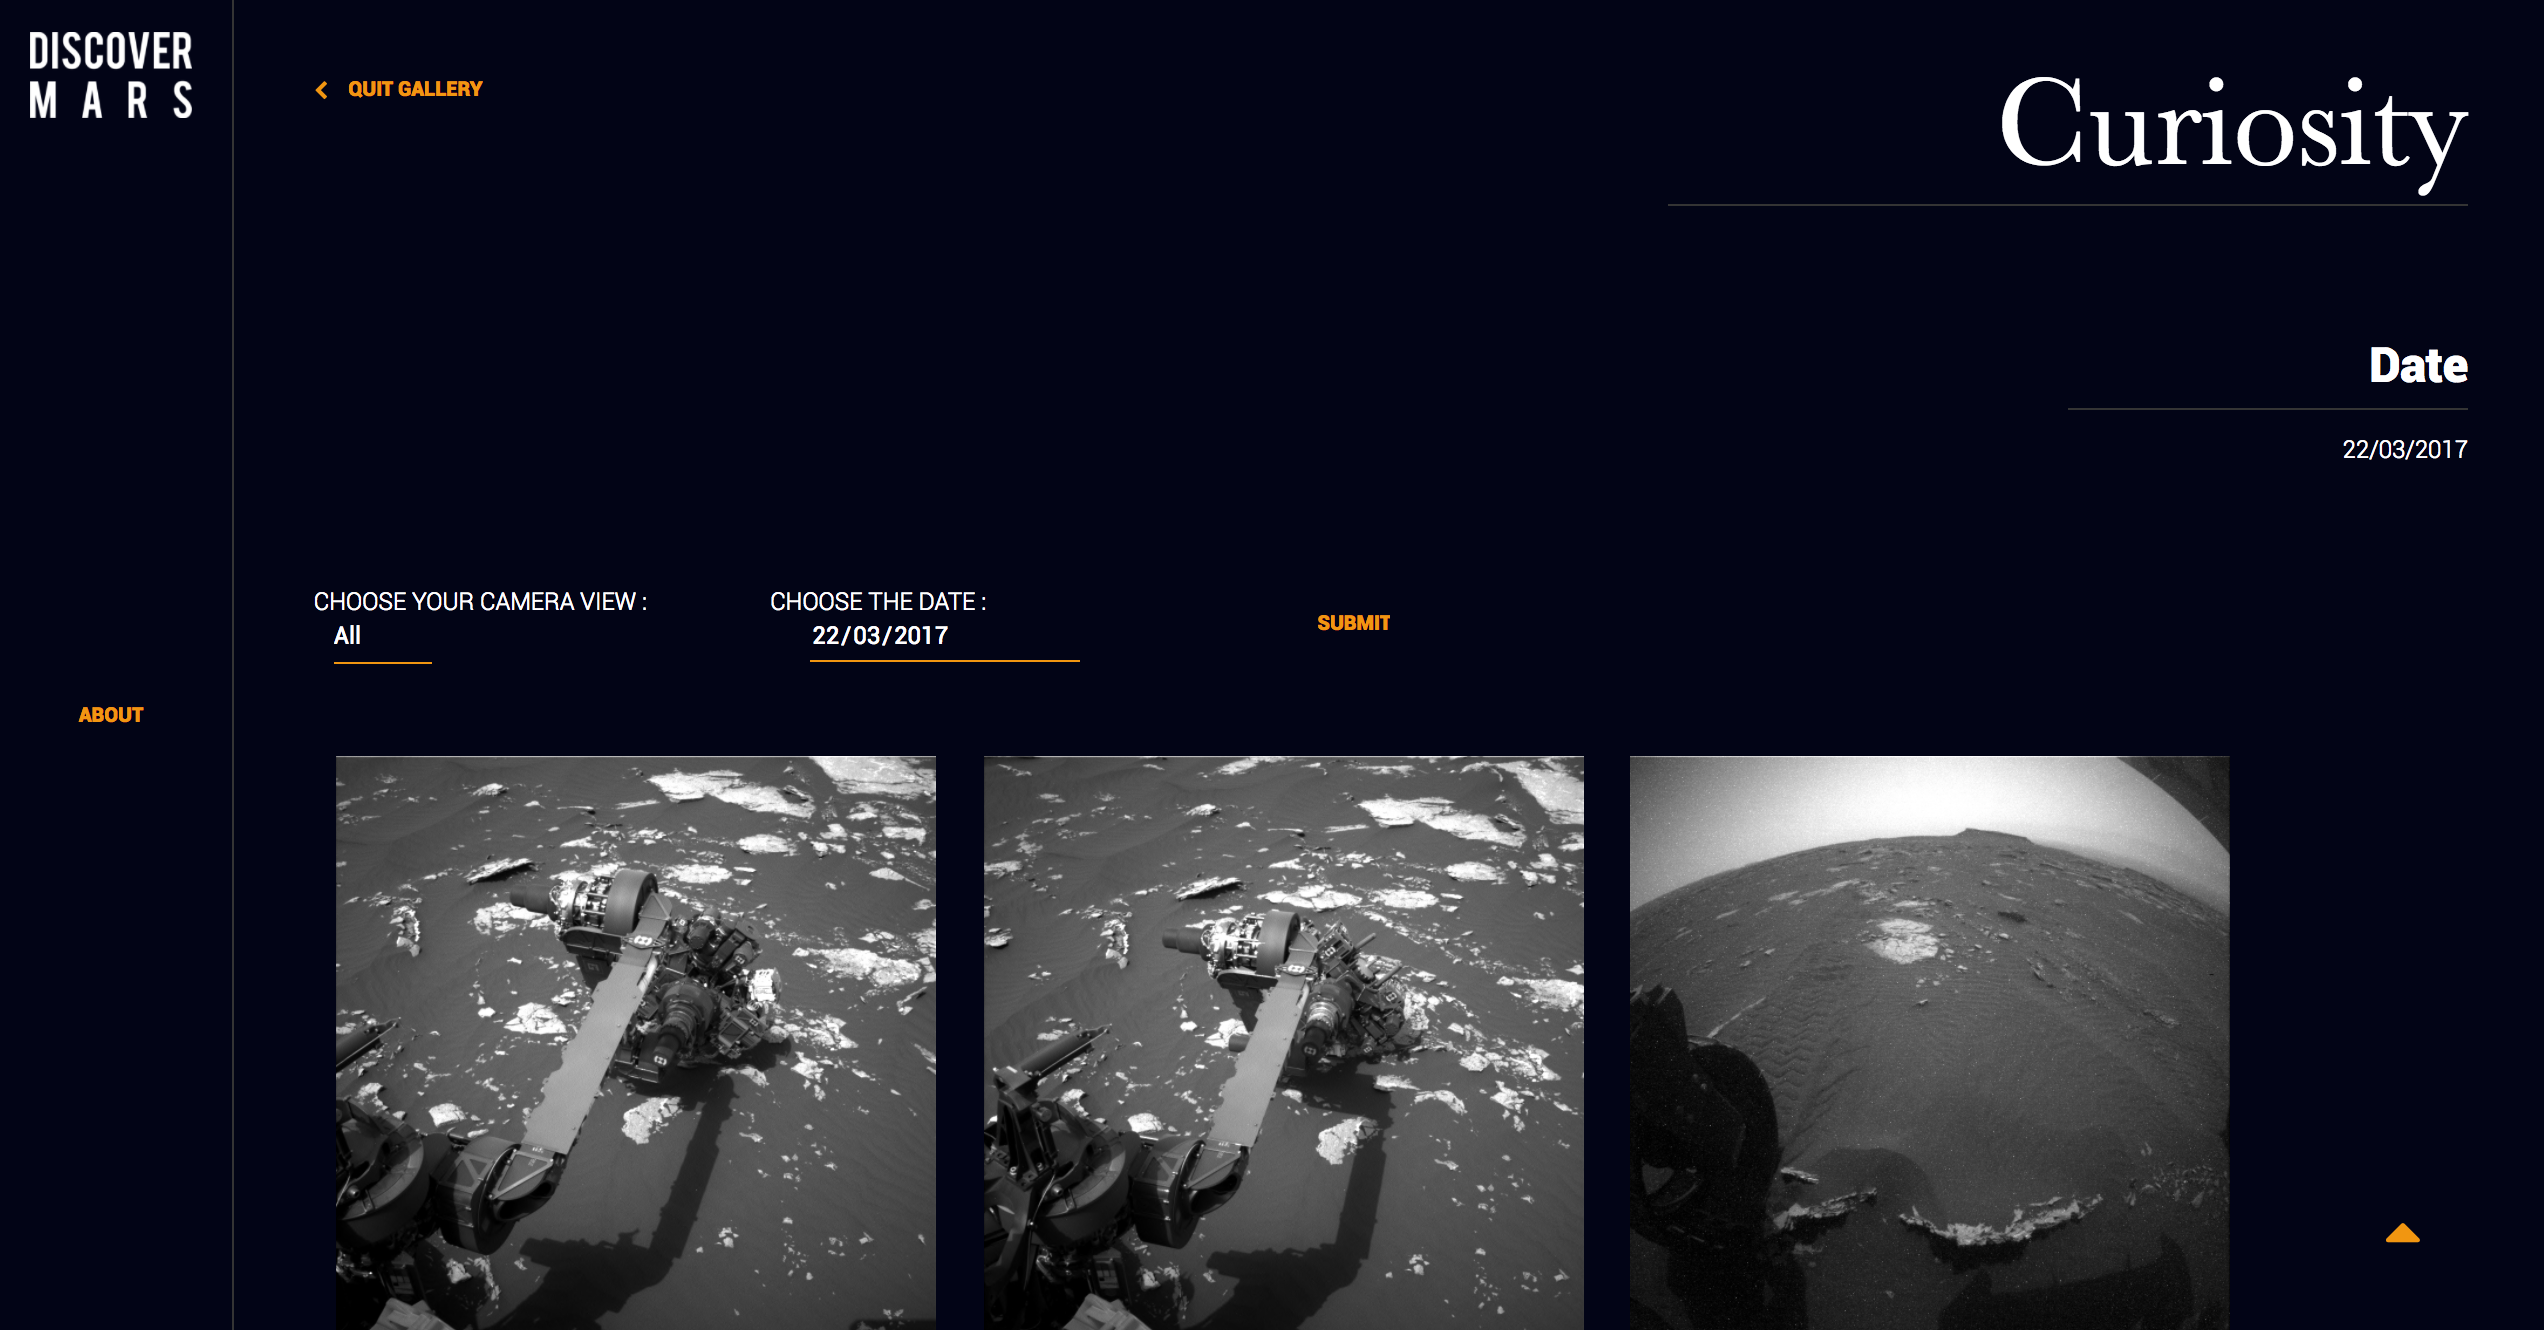 DISCOVER
MARS
QUIT GALLERY
Curiosity
Date
22/03/2017
CHOOSE YOUR CAMERA VIEW :
All
CHOOSE THE DATE :
22/03/2017
SUBMIT
ABOUT